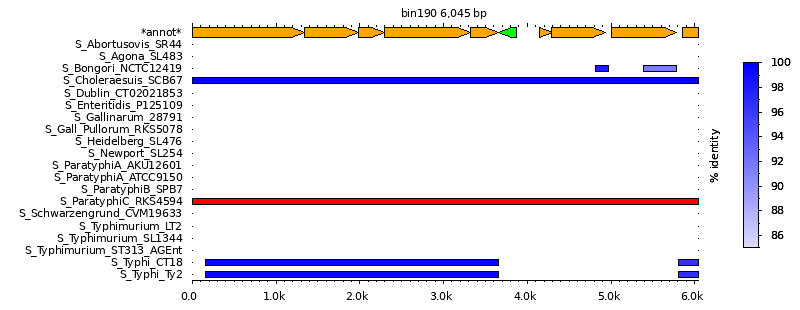 bin190 6,045 bp
*annot*
S_Abortusovis_SR44
S_Agona_SL483
S_Bongori_NCTC12419
S_Choleraesuis_SCB67
S_Dublin_CT02021853
S_Enteritidis_P125109
S_Gallinarum_28791
S_Gall_Pullorum_RKS5078
S_Heidelberg_SL476
S_Newport_SL254
S_ParatyphiA_AKU12601
S_ParatyphiA_ATCC9150
S_ParatyphiB_SPB7
S_ParatyphiC_RKS4594
S_Schwarzengrund_CVM19633
S_Typhimurium_LT2
S_Typhimurium_SL1344
S_Typhimurium_ST313_AGEnt
S_Typhi_CT18
S_Typhi_Ty2
0.0 1.0k 2.0k 3.0k 4.0k 5.0k 6.0k
% identity
100
98
96
94
92
90
88
86